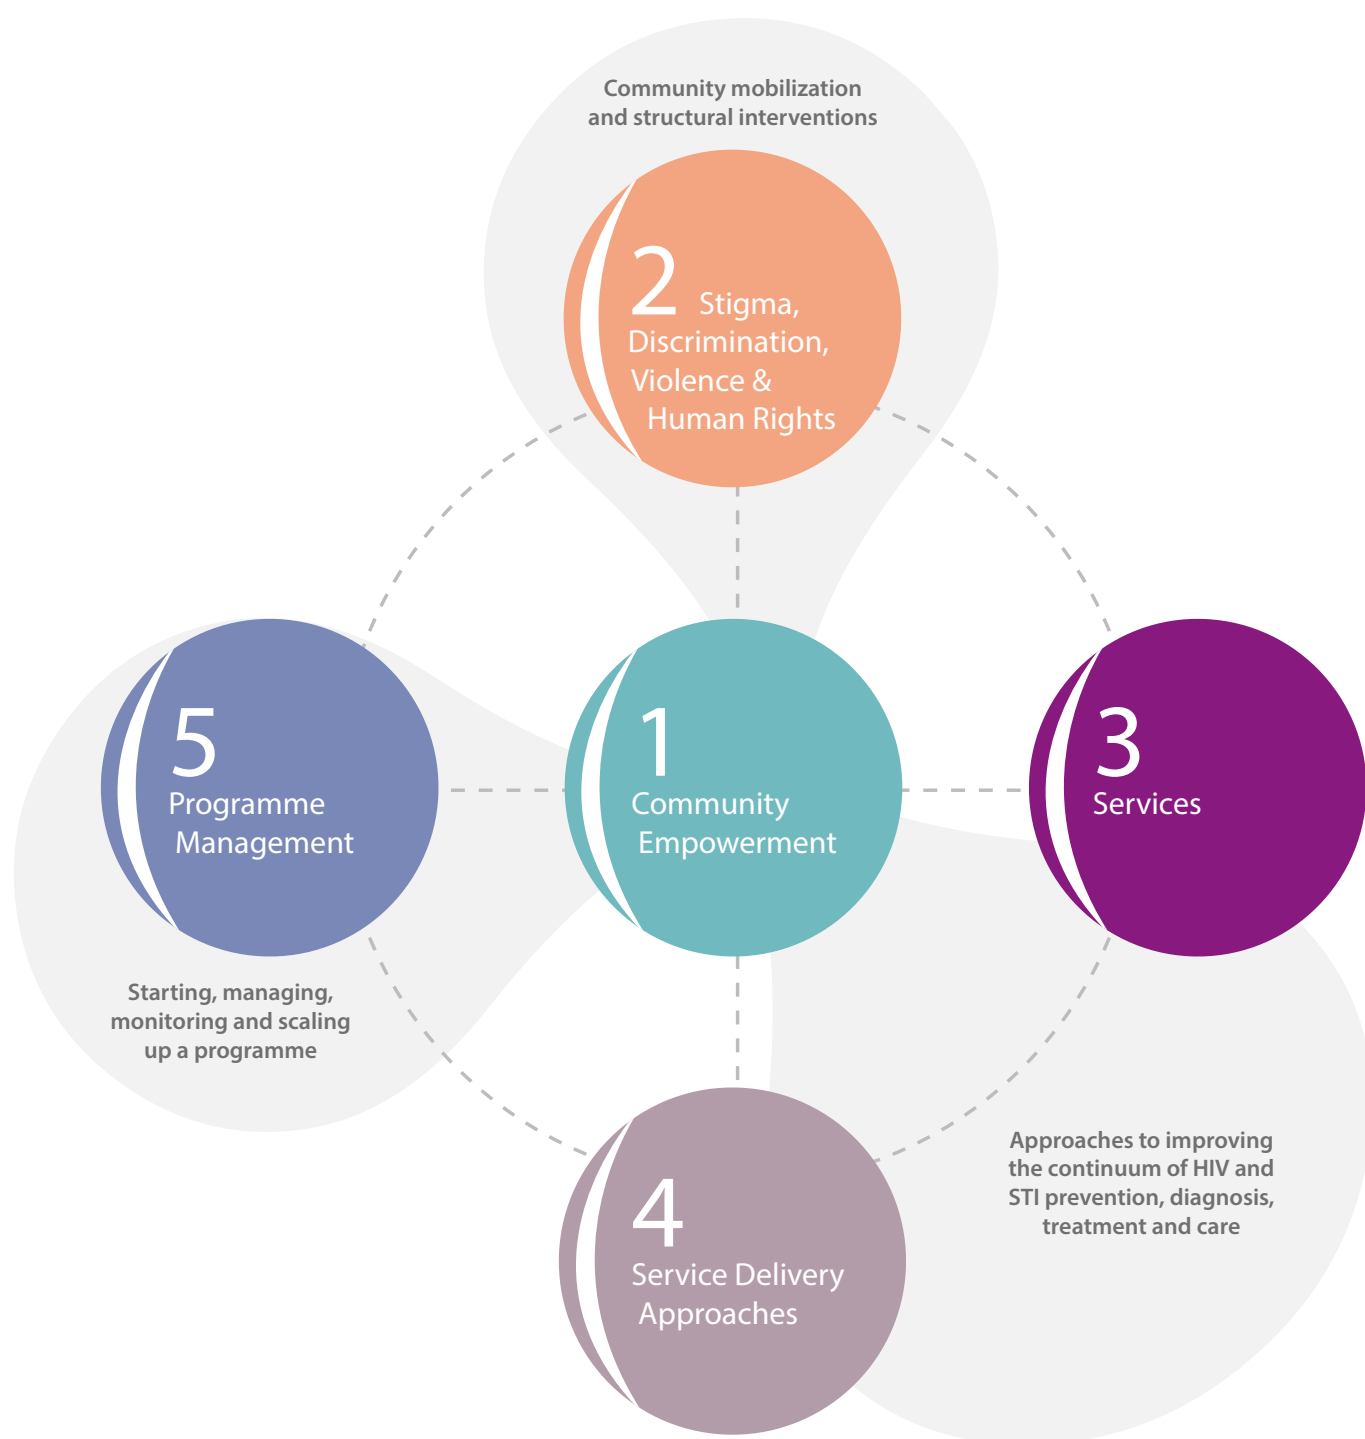 Community mobilization
and structural interventions
2 Stigma,
Discrimination,
Violence &
Human Rights
5
Programme
Management
1
Community
Empowerment
3
Services
Starting, managing,
monitoring and scaling
up a programme
Approaches to improving
the continuum of HIV and
STI prevention, diagnosis,
treatment and care
4
Service Delivery
Approaches